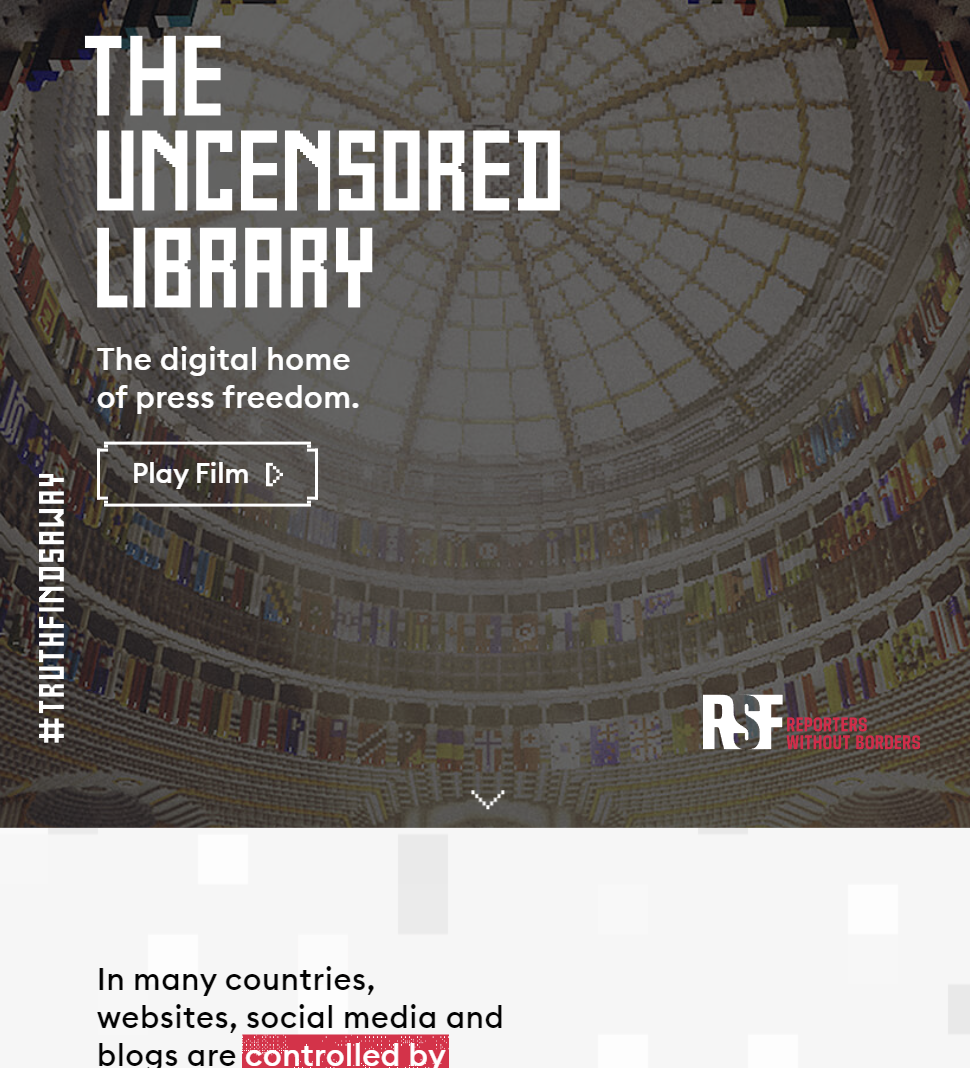 THE
UNCENSORED
LIBRARY
The digital home
of press freedom.
Play Film
#TRUTHFINDSAWAY
RSF REPORTERS
WITHOUT BORDERS
In many countries,
websites, social media and
blogs are controlled by